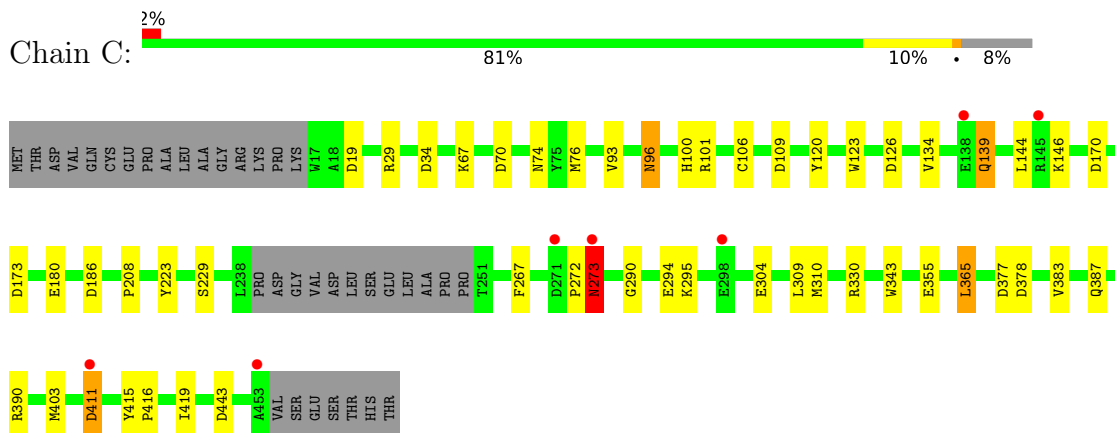 2%
Chain C:
81% 10% • 8%
MET THR ASP VAL GLN CYS GLU PRO ALA LEU ALA GLY ARG LYS PRO LYS W17 A18 D19 R29 D34 K67 D70 N74 Y75 M76 V93 N96 H100 R101 C106 D109 Y120 W123 D126 V134 E138 Q139 L144 R145 K146 D170
D173 E180 D186 P208 Y223 S229 L238 PRO ASP GLY VAL ASP LEU SER GLU LEU ALA PRO PRO T251 F267 D271 P272 N273 G290 E294 K295 E298 E304 L309 M310 R330 W343 E355 L365 D377 D378 V383 Q387
R390 M403 D411 Y415 P416 I419 D443 A453 VAL SER GLU SER THR HIS THR